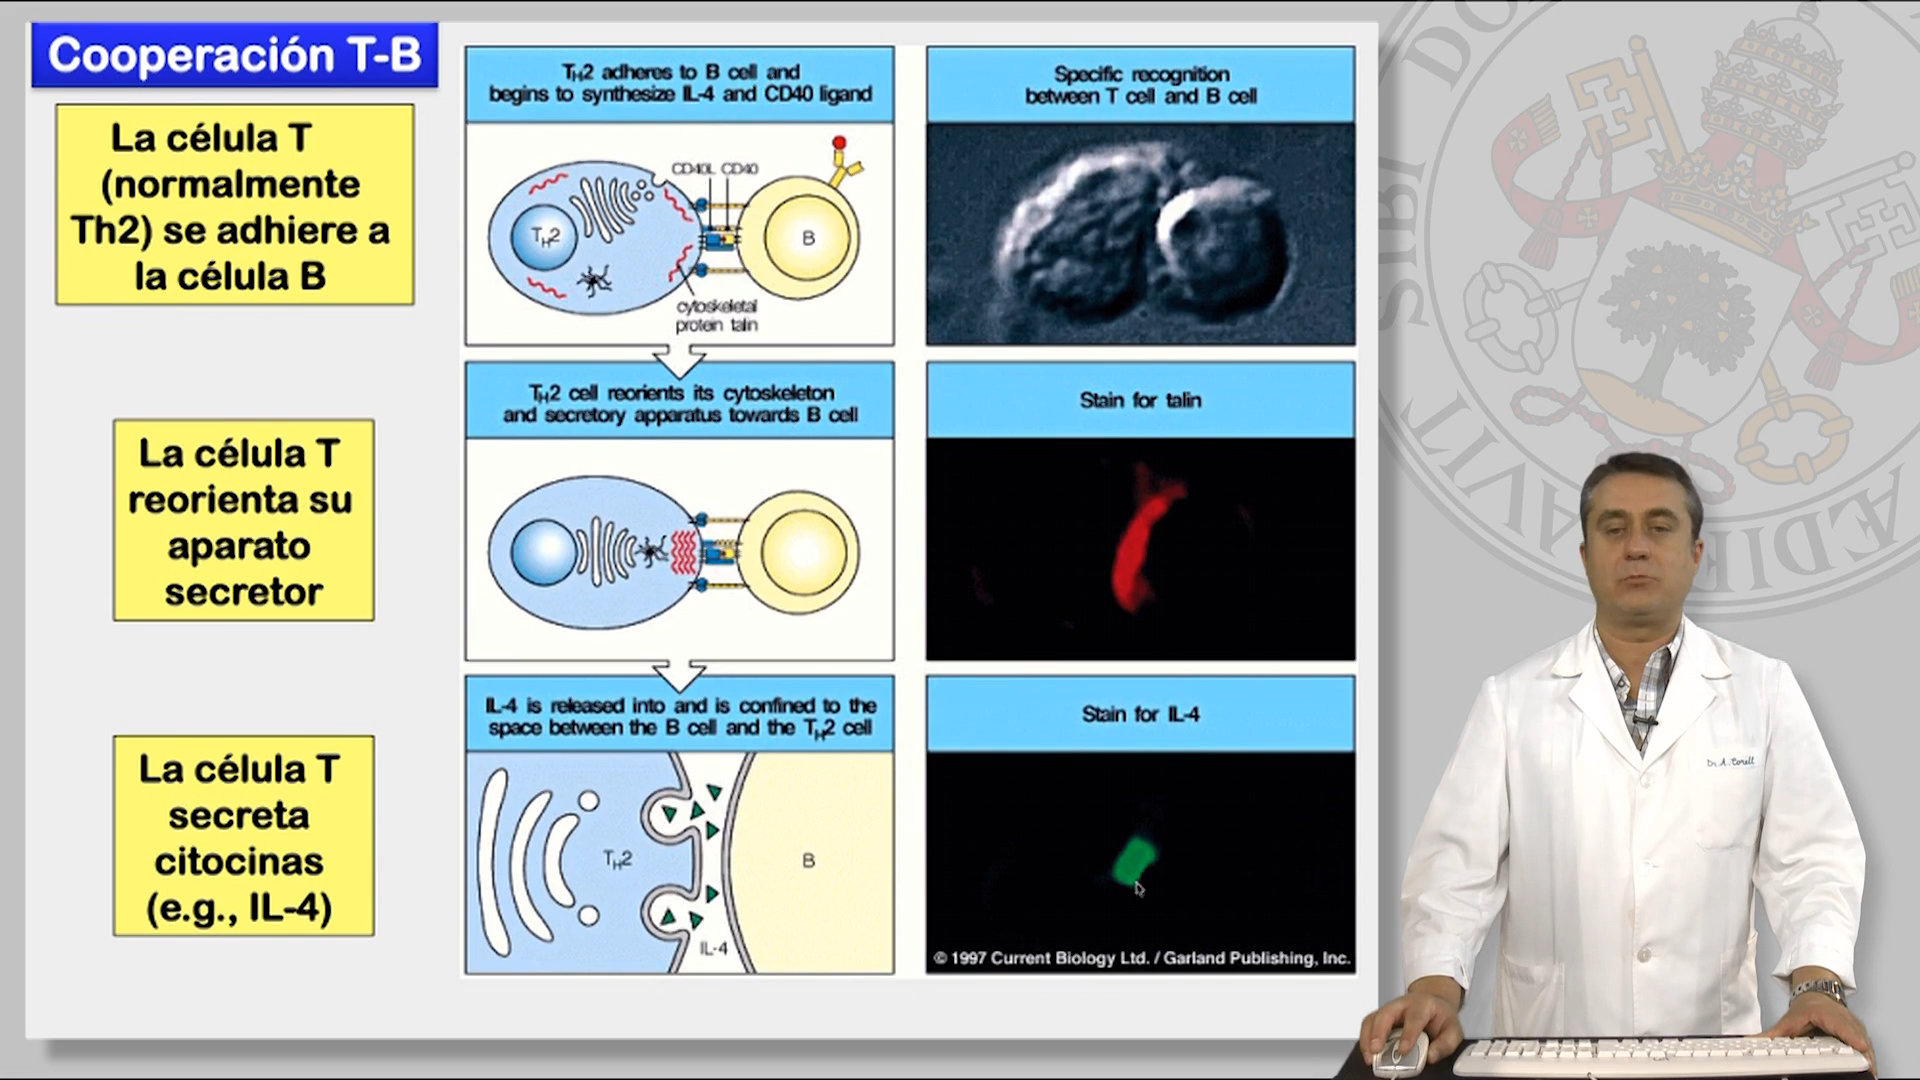 Cooperación T-B
La célula T
(normalmente
Th2) se adhiere a
la célula B
TH2 adheres to B cell and
begins to synthesize IL-4 and CD40 ligand
CD40L CD40
TH2
B
cytoskeletal
protein talin
Specific recognition
between T cell and B cell
La célula T
reorienta su
aparato
secretor
TH2 cell reorients its cytoskeleton
and secretory apparatus towards B cell
Stain for talin
La célula T
secreta
citocinas
(e.g., IL-4)
IL-4 is released into and is confined to the
space between the B cell and the TH2 cell
TH2
B
IL-4
Stain for IL-4
© 1997 Current Biology Ltd. / Garland Publishing, Inc.
SIBI
AVIT
Dr. A. Corell